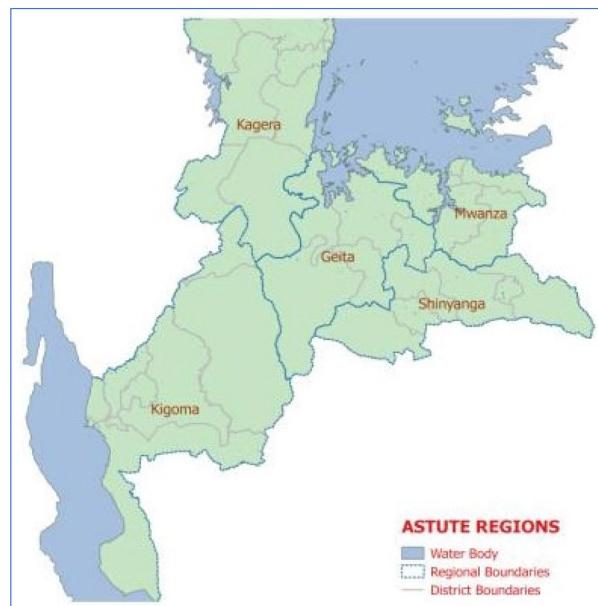 Kagera
Mwanza
Geita
Shinyanga
Kigoma
ASTUTE REGIONS
Water Body
Regional Boundaries
District Boundaries